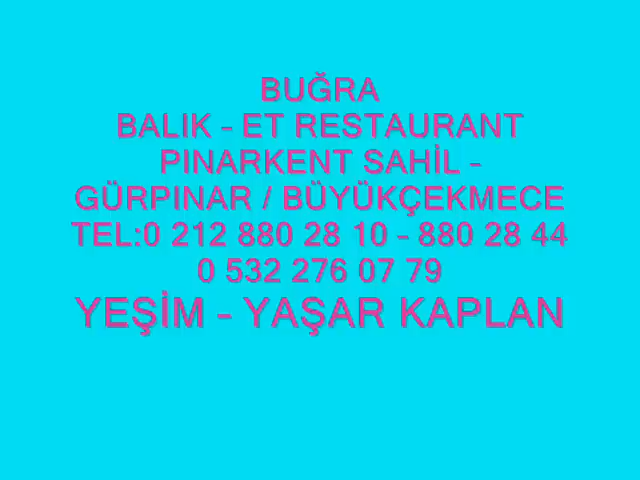 BUĞRA
BALIK - ET RESTAURANT
PINARKENT SAHİL -
GÜRPINAR / BÜYÜKÇEKMECE
TEL:0 212 880 28 10 - 880 28 44
0 532 276 07 79
YEŞİM - YAŞAR KAPLAN